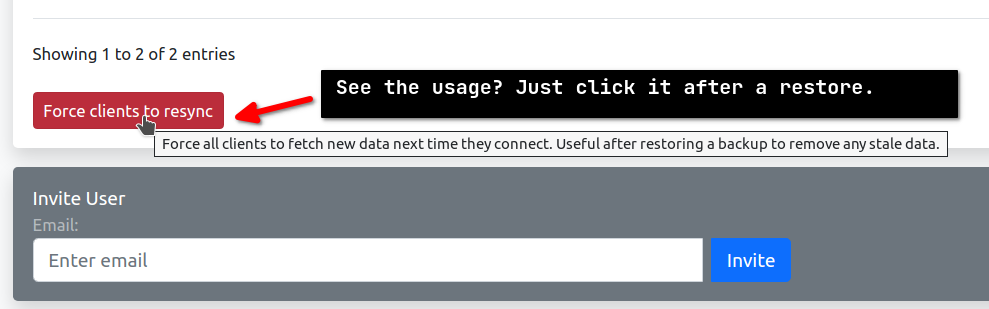 Showing 1 to 2 of 2 entries
See the usage? Just click it after a restore.
Force clients to resync
Force all clients to fetch new data next time they connect. Useful after restoring a backup to remove any stale data.
Invite User
Email:
Enter email
Invite